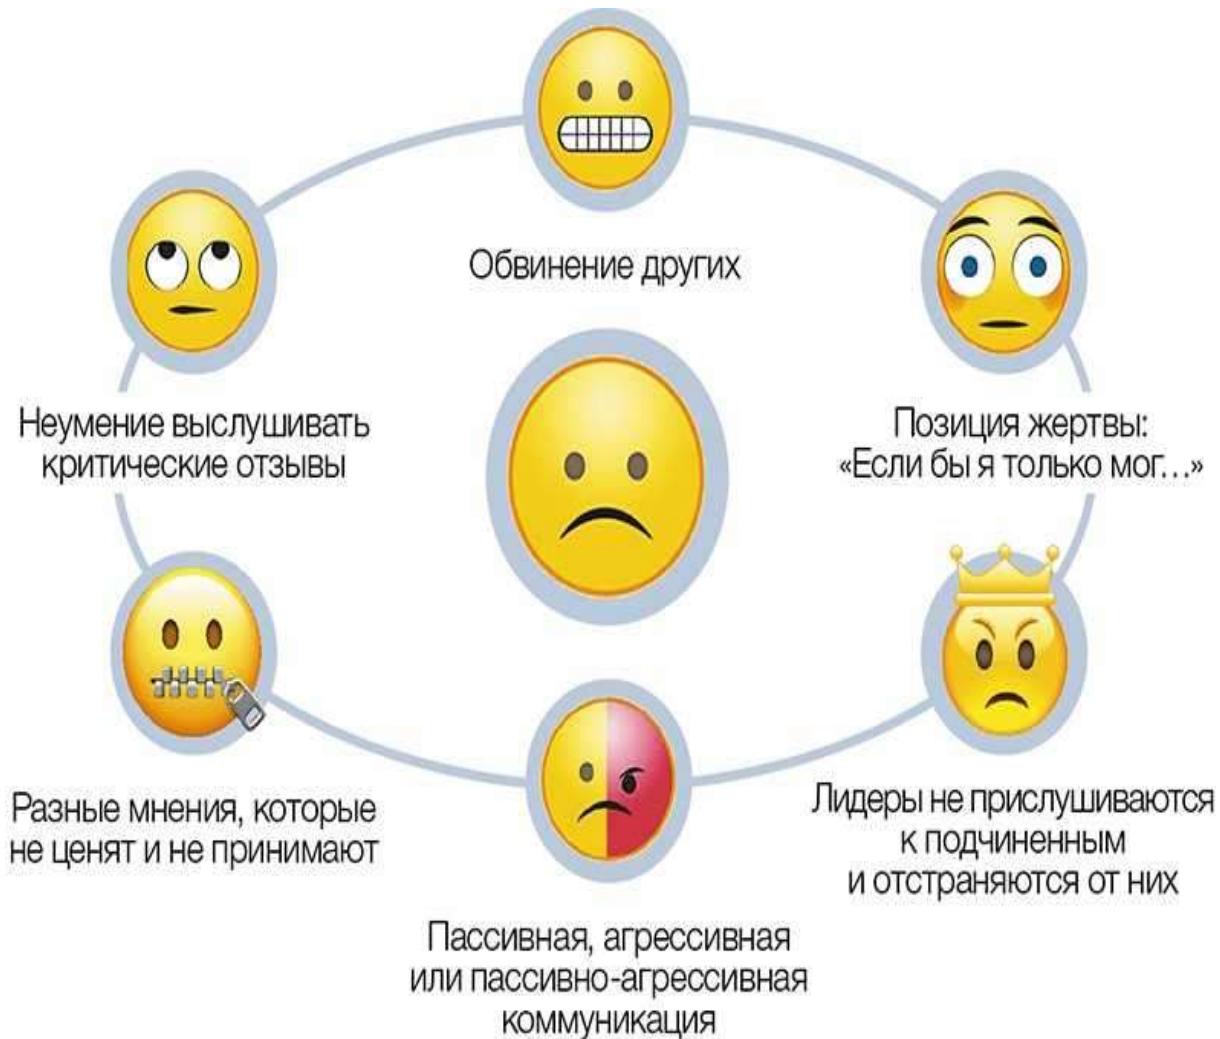 Обвинение других
Неумение выслушивать
критические отзывы
Позиция жертвы:
«Если бы я только мог…»
Разные мнения, которые
не ценят и не принимают
Лидеры не прислушиваются
к подчиненным
и отстраняются от них
Пассивная, агрессивная
или пассивно-агрессивная
коммуникация